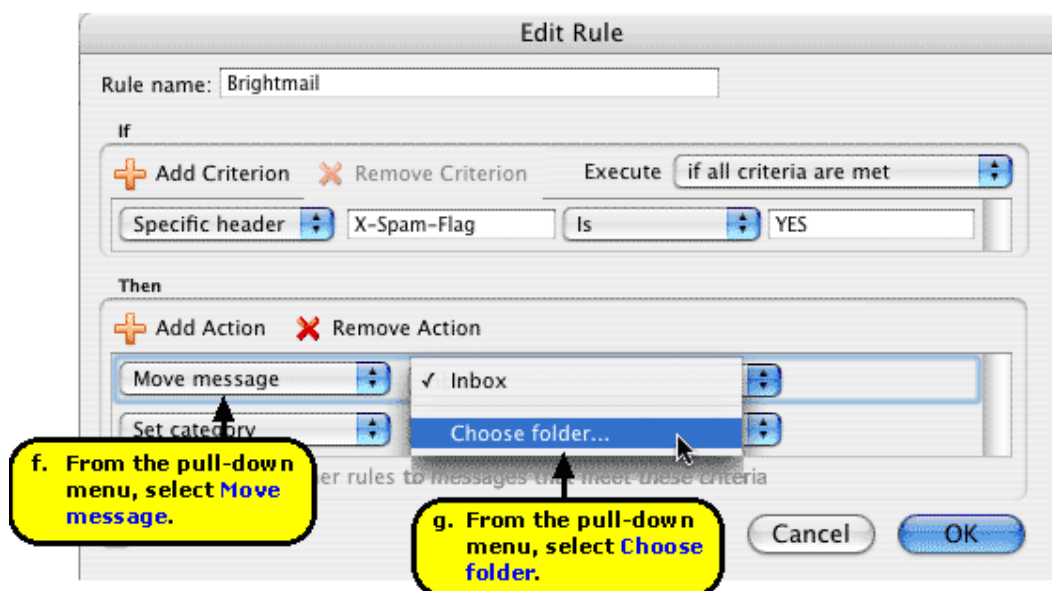 Edit Rule
Rule name: Brightmail
If
Add Criterion Remove Criterion Execute if all criteria are met
Specific header X-Spam-Flag Is YES
Then
Add Action Remove Action
Move message ✓ Inbox
Set category Choose folder...
rules to messages that meet these criteria
f. From the pull-down
menu, select Move
message.
g. From the pull-down
menu, select Choose
folder.
Cancel OK